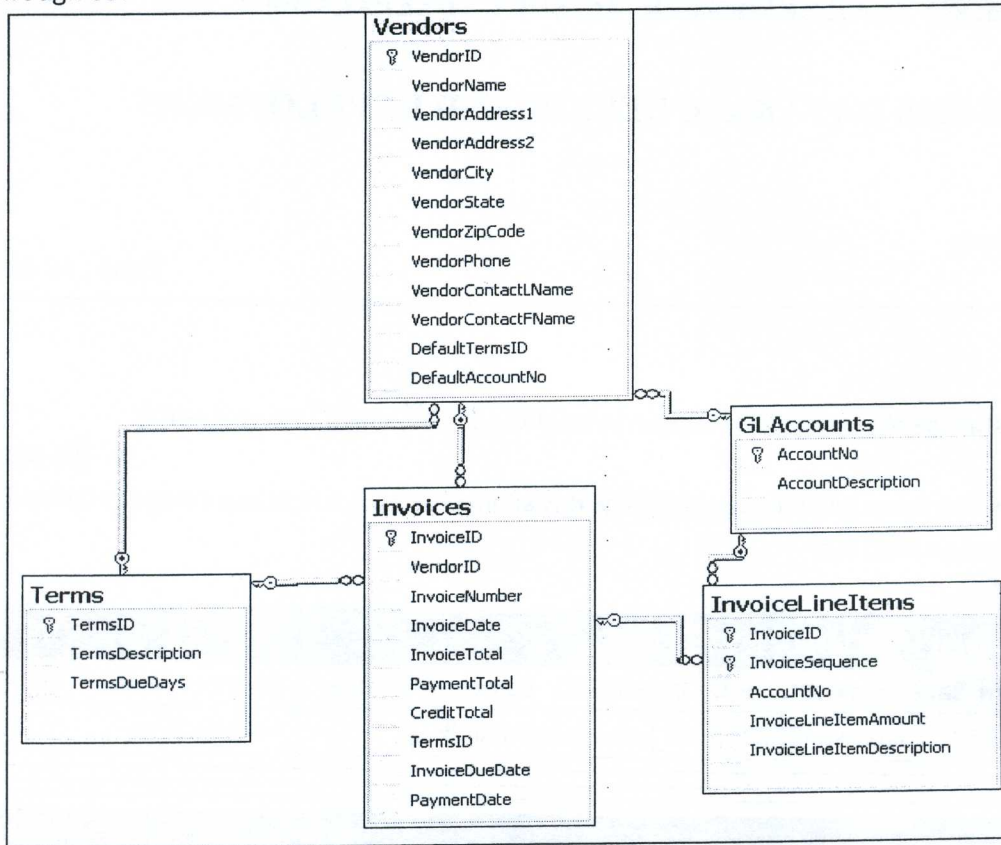 Vendors
VendorID
VendorName
VendorAddress1
VendorAddress2
VendorCity
VendorState
VendorZipCode
VendorPhone
VendorContactLName
VendorContactFName
DefaultTermsID
DefaultAccountNo
GLAccounts
AccountNo
AccountDescription
Invoices
InvoiceID
VendorID
InvoiceNumber
InvoiceDate
InvoiceTotal
PaymentTotal
CreditTotal
TermsID
InvoiceDueDate
PaymentDate
Terms
TermsID
TermsDescription
TermsDueDays
InvoiceLineItems
InvoiceID
InvoiceSequence
AccountNo
InvoiceLineItemAmount
InvoiceLineItemDescription